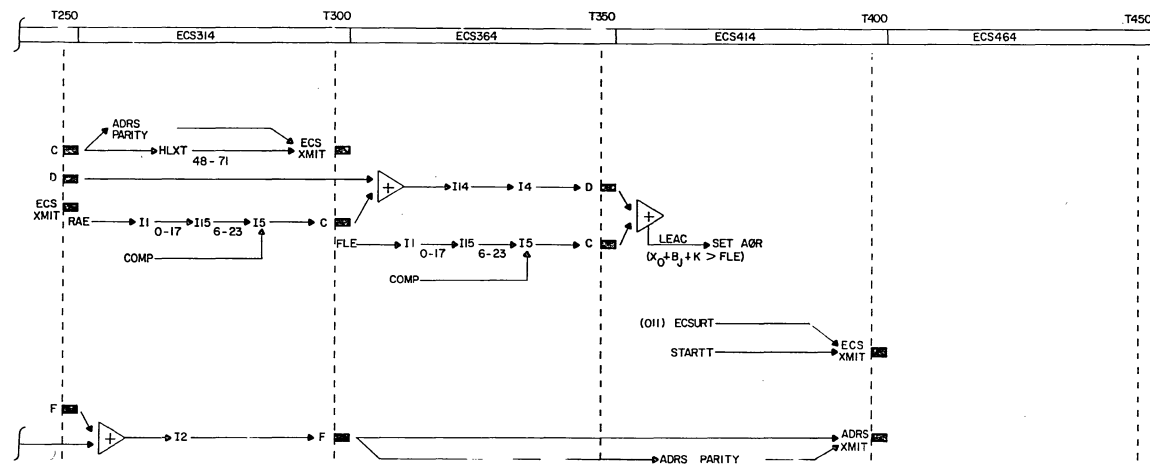 T250 T300 T350 T400 T450
ECS314 ECS364 ECS414 ECS464
ADRS
PARITY
C HLXT ECS
XMIT
48-71
D I14 I4 D
ECS
XMIT
RAE I1 I15 I5 C
0-17 6-23
COMP
FLE I1 I15 I5 C
0-17 6-23
COMP
+
+
LEAC SET AØR
(X0+BJ+K > FLE)
(011) ECSURT
STARTT ECS
XMIT
F
+ I2 F ADRS
XMIT
ADRS PARITY